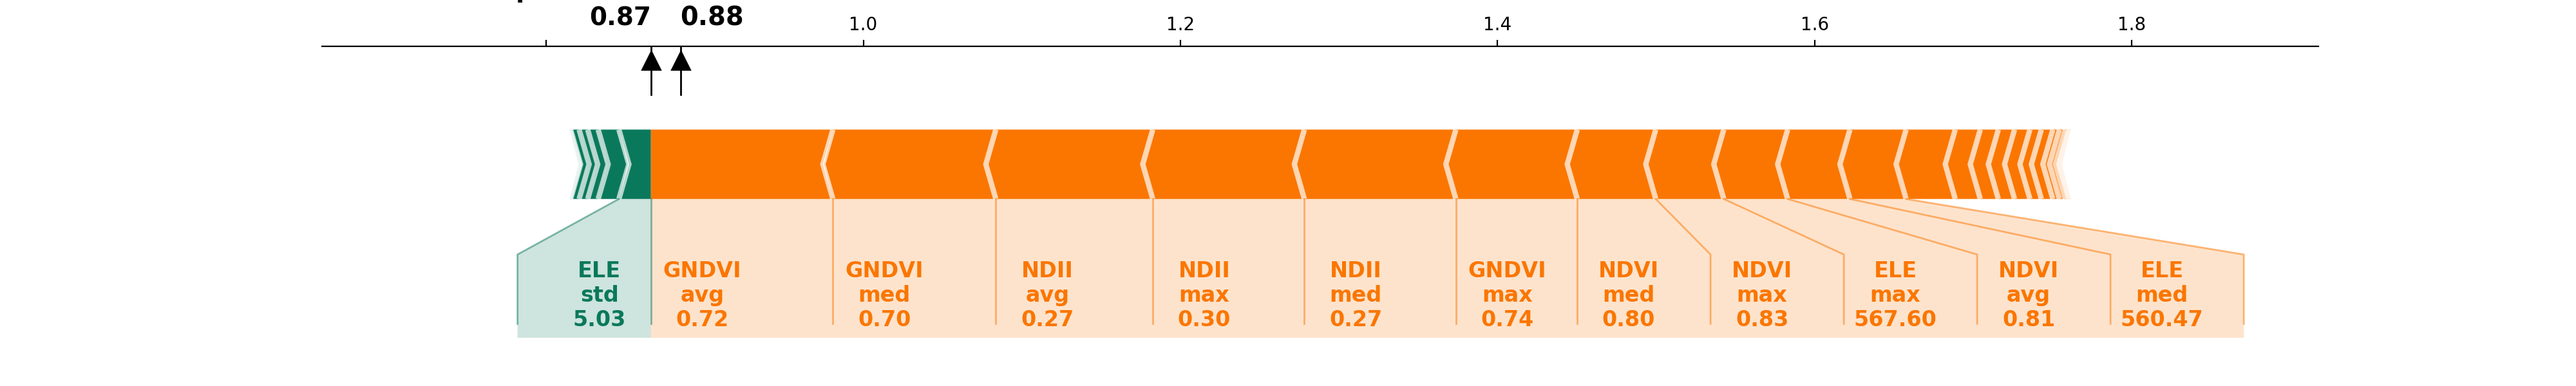 0.87 0.88
1.0 1.2 1.4 1.6 1.8
ELE GNDVI GNDVI NDII NDII NDII GNDVI NDVI NDVI ELE NDVI ELE
std avg med avg max med max med max max avg med
5.03 0.72 0.70 0.27 0.30 0.27 0.74 0.80 0.83 567.60 0.81 560.47